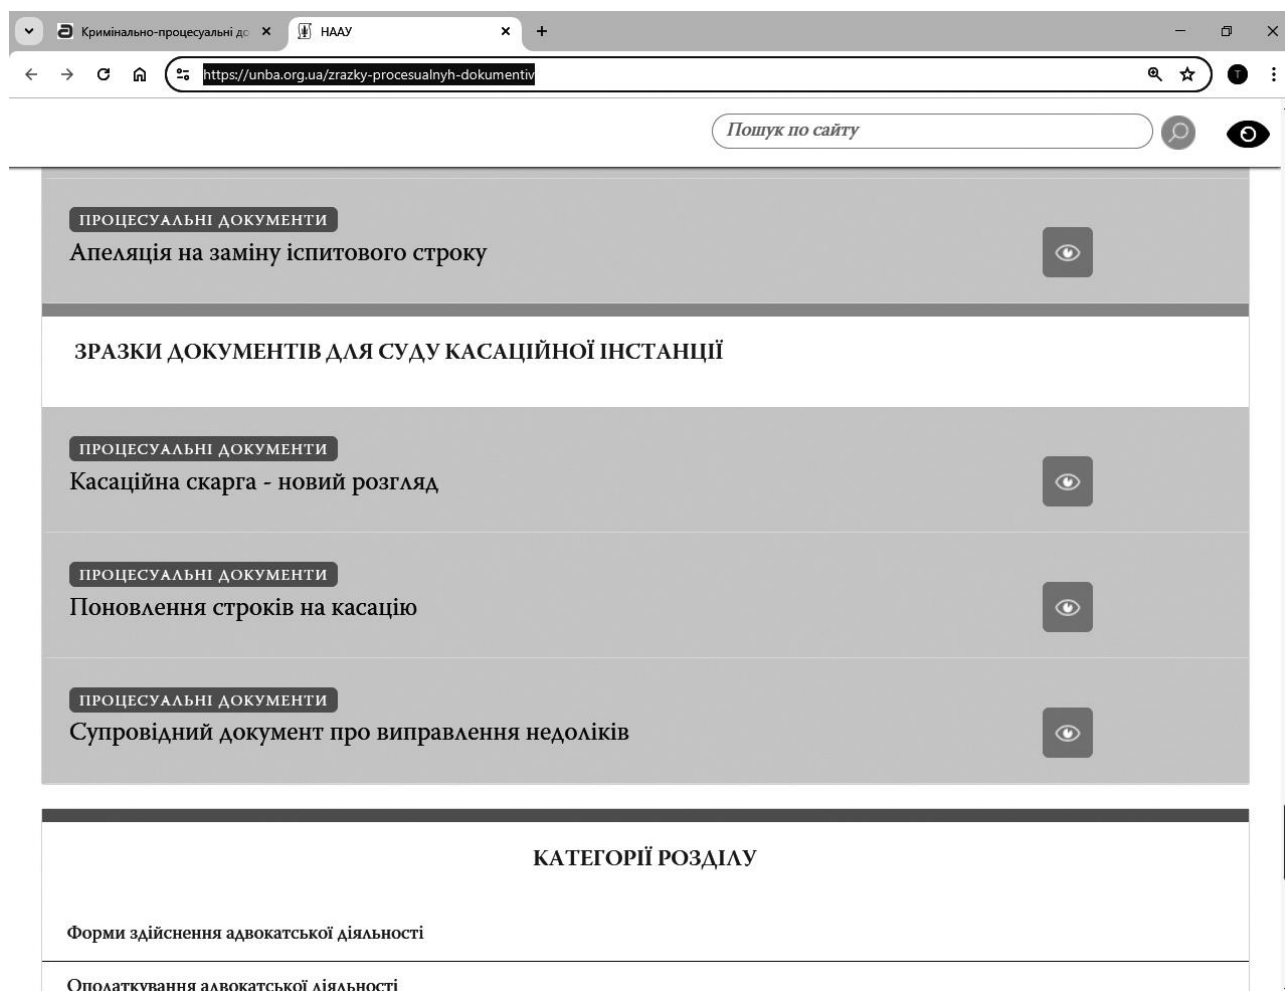 Кримінально-процесуальні до
НААУ
https://unba.org.ua/zrazky-procesualnyh-dokumentiv
T
Пошук по сайту
ПРОЦЕСУАЛЬНІ ДОКУМЕНТИ
Апеляція на заміну іспитового строку
ЗРАЗКИ ДОКУМЕНТІВ ДЛЯ СУДУ КАСАЦІЙНОЇ ІНСТАНЦІЇ
ПРОЦЕСУАЛЬНІ ДОКУМЕНТИ
Касаційна скарга - новий розгляд
ПРОЦЕСУАЛЬНІ ДОКУМЕНТИ
Поновлення строків на касацію
ПРОЦЕСУАЛЬНІ ДОКУМЕНТИ
Супровідний документ про виправлення недоліків
КАТЕГОРІЇ РОЗДІЛУ
Форми здійснення адвокатської діяльності
Оподаткування адвокатської діяльності